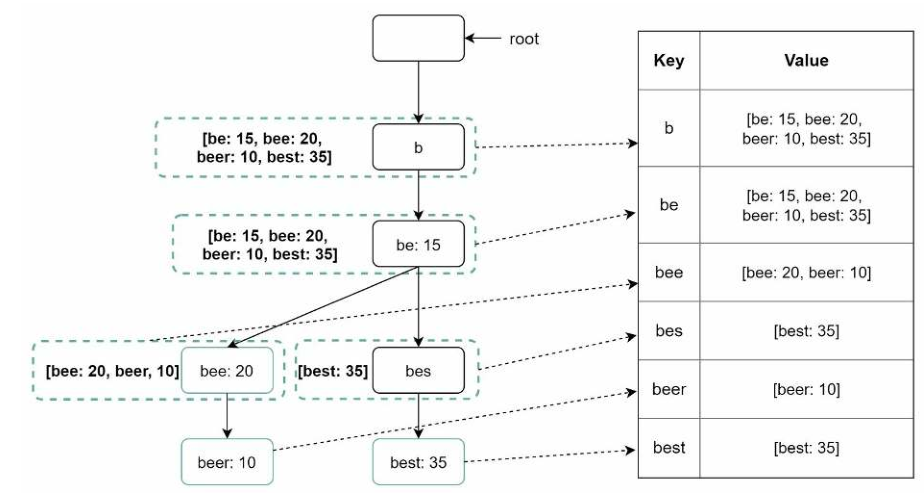 root
[be: 15, bee: 20,
beer: 10, best: 35]
b
[be: 15, bee: 20,
beer: 10, best: 35]
be: 15
[bee: 20, beer, 10]
bee: 20
[best: 35]
bes
beer: 10
best: 35
Key Value
b
[be: 15, bee: 20,
beer: 10, best: 35]
be
[be: 15, bee: 20,
beer: 10, best: 35]
bee [bee: 20, beer: 10]
bes [best: 35]
beer [beer: 10]
best [best: 35]